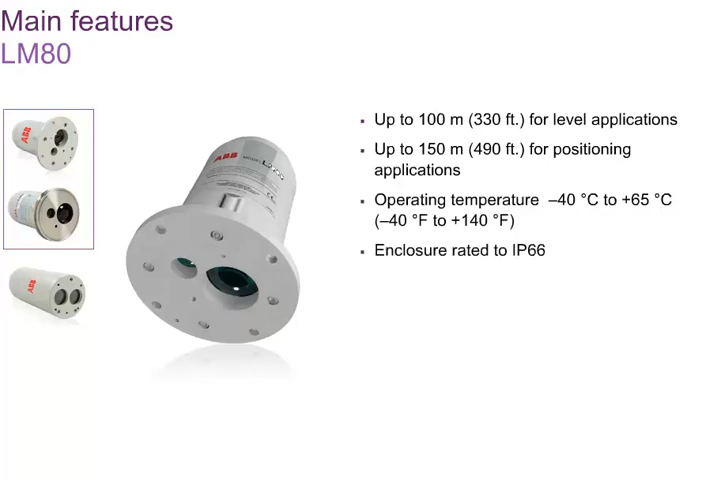 Main features
LM80
ABB
ABB
Up to 100 m (330 ft.) for level applications
Up to 150 m (490 ft.) for positioning
applications
Operating temperature –40 °C to +65 °C
(–40 °F to +140 °F)
Enclosure rated to IP66
ABB